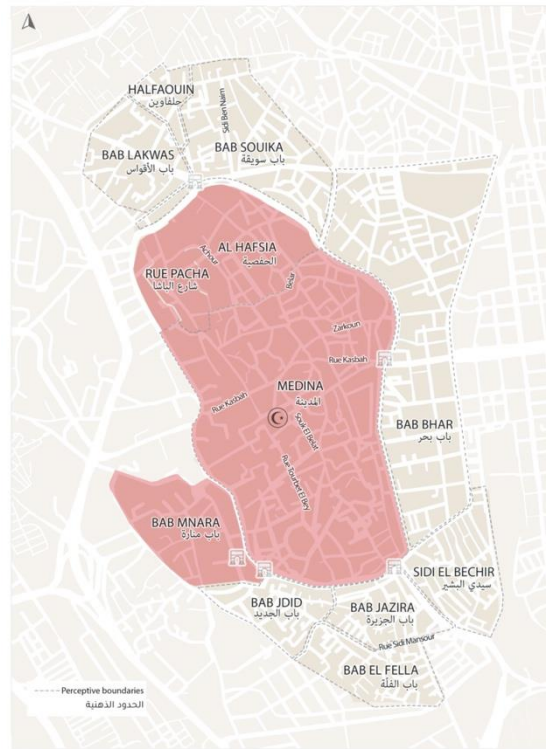 HALFAOUIN
حلفاوين
Sidi Ben Naim
BAB SOUIKA
باب سويقة
BAB LAKWAS
باب الأقواس
AL HAFSIA
الحفصية
Achour
RUE PACHA
شارع الباشا
Belar
Zarkoun
Rue Kasbah
MEDINA
المدينة
Rue Kasbah
Souk El Belat
BAB BHAR
باب بحر
Rue Tourbet El Bey
BAB MNARA
باب منارة
SIDI EL BECHIR
سيدي البشير
BAB JDID
باب الجديد
BAB JAZIRA
باب الجزيرة
Rue Sidi Mansour
BAB EL FELLA
باب الفلّة
Perceptive boundaries
الحدود الذهنية